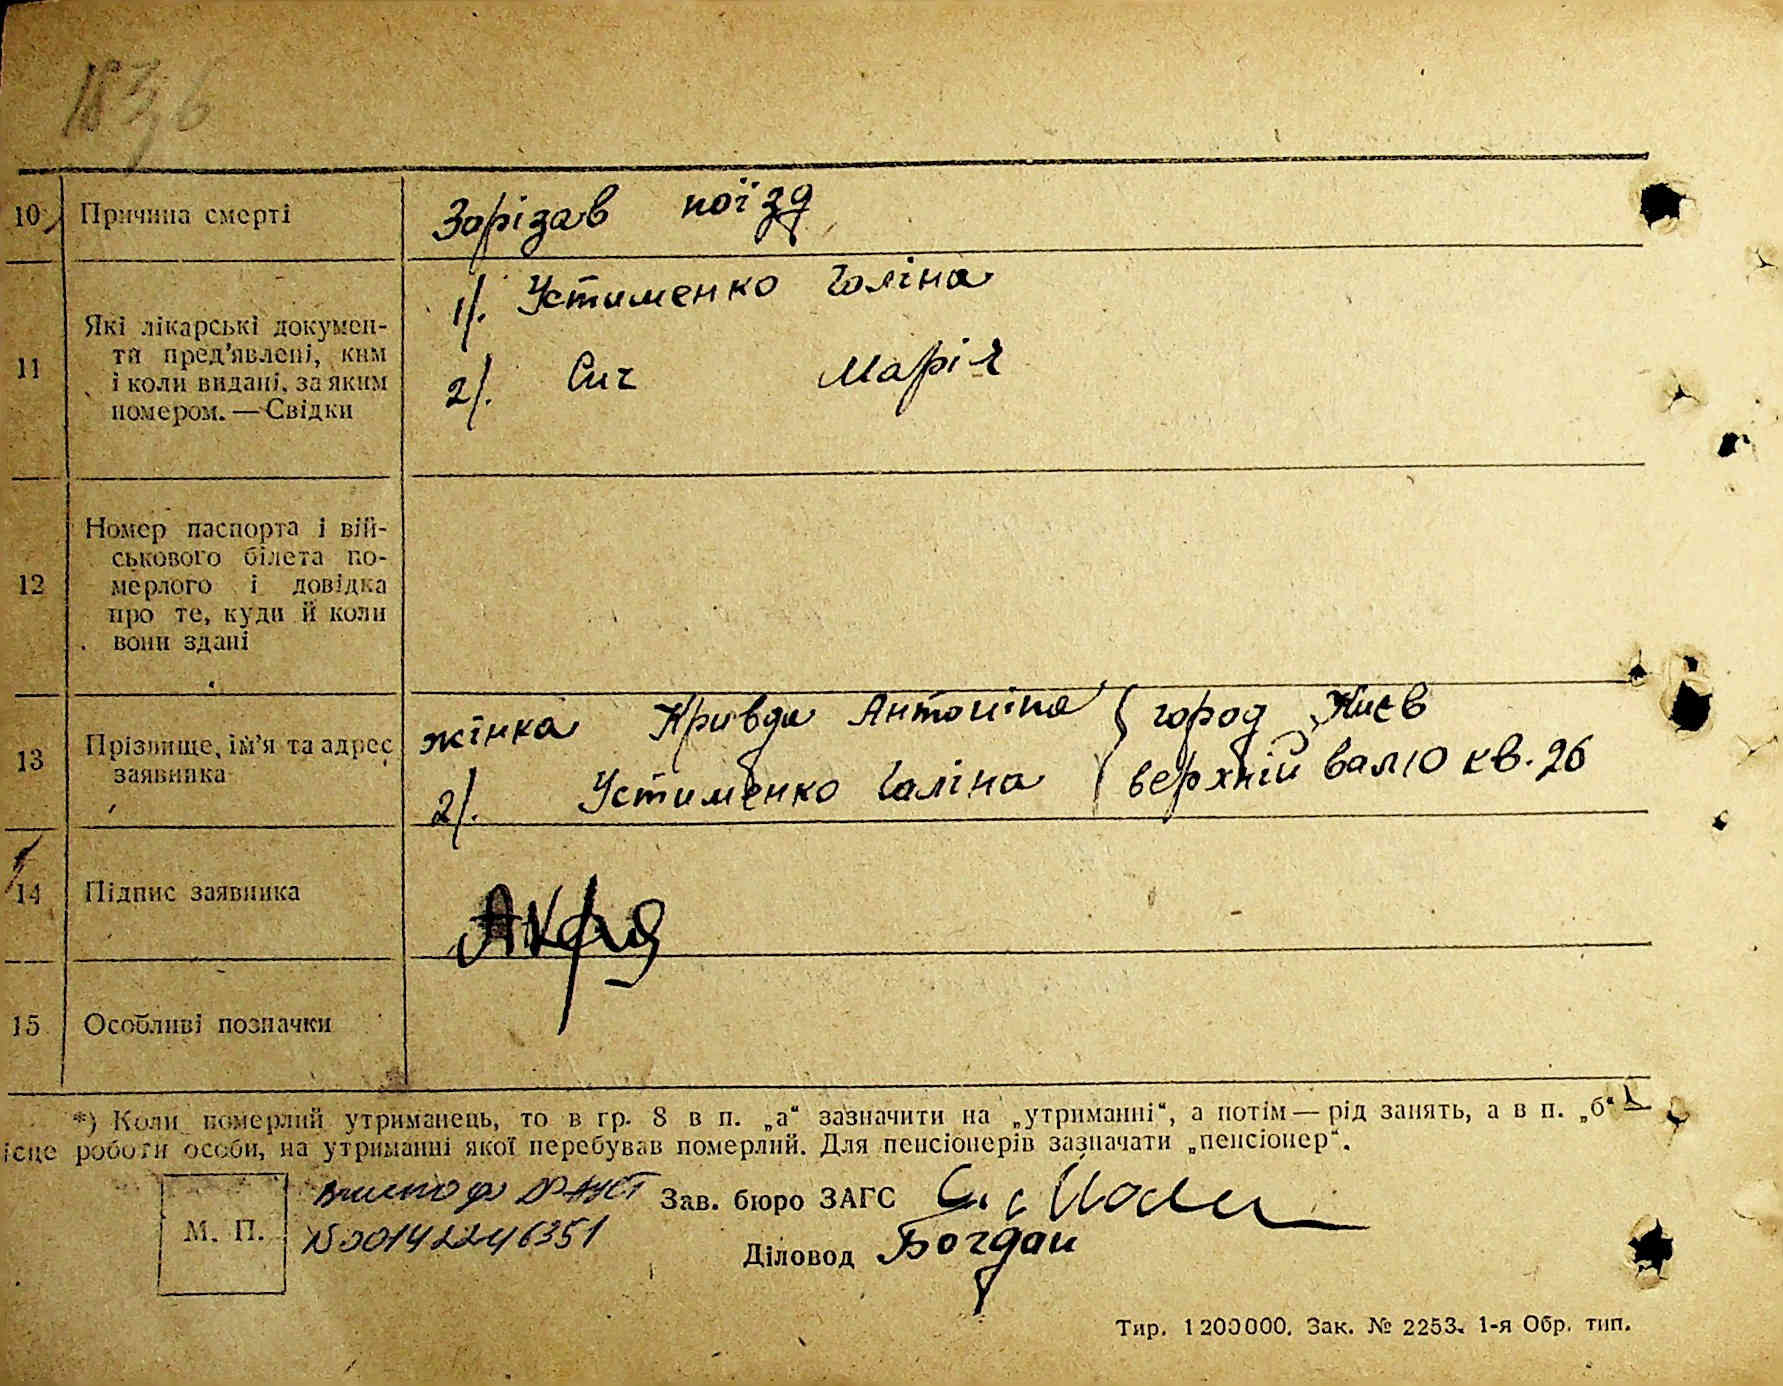 10 Причина смерті Зорізав поїзд
11 Які лікарські докумен-
ти пред'явлені, ким
і коли видані, за яким
номером. — Свідки
1/. Устименко Галіна
2/. Сич Марія
12 Номер паспорта і вій-
ськового білета по-
мерлого і довідка
про те, куди й коли
вони здані
13 Прізвище, ім'я та адрес
заявника
жінка Кривда Антоніна город Києв
2/. Устименко Галіна верхній валю кв. 26
14 Підпис заявника
15 Особливі позначки
*) Коли померлий утриманець, то в гр. 8 в п. „а“ зазначити на „утриманні“, а потім — рід занять, а в п. „б“
ісце роботи особи, на утриманні якої перебував померлий. Для пенсіонерів зазначати „пенсіонер“.
М. П.
№ 00142246351
Зав. бюро ЗАГС
Діловод Богдан
Тир. 1200000. Зак. № 2253. 1-я Обр. тип.